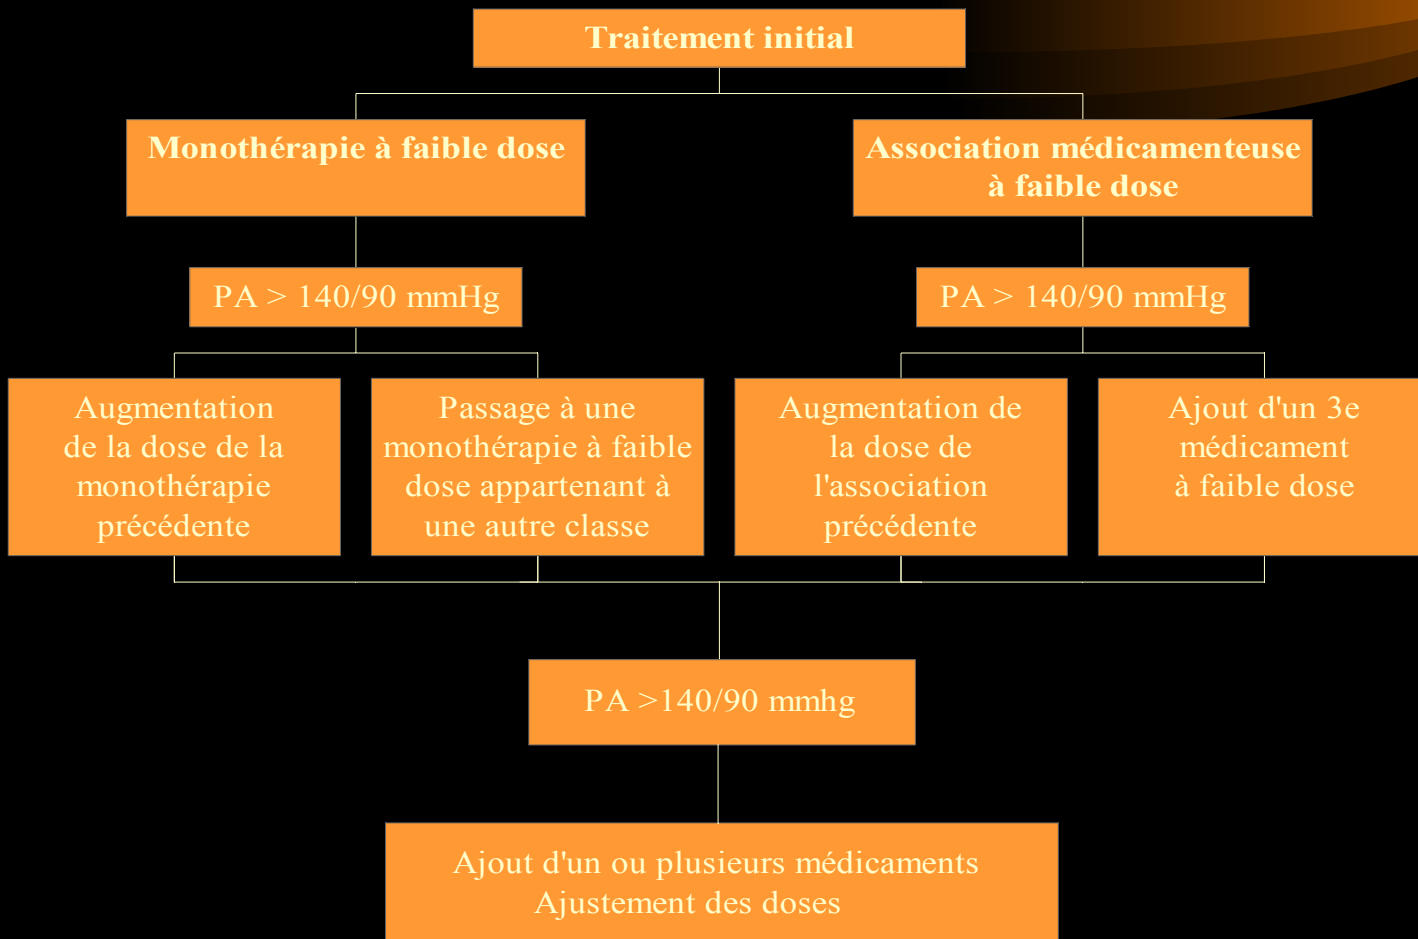 Traitement initial
Monothérapie à faible dose
Association médicamenteuse
à faible dose
PA > 140/90 mmHg
PA > 140/90 mmHg
Augmentation
de la dose de la
monothérapie
précédente
Passage à une
monothérapie à faible
dose appartenant à
une autre classe
Augmentation de
la dose de
l'association
précédente
Ajout d'un 3e
médicament
à faible dose
PA >140/90 mmhg
Ajout d'un ou plusieurs médicaments
Ajustement des doses